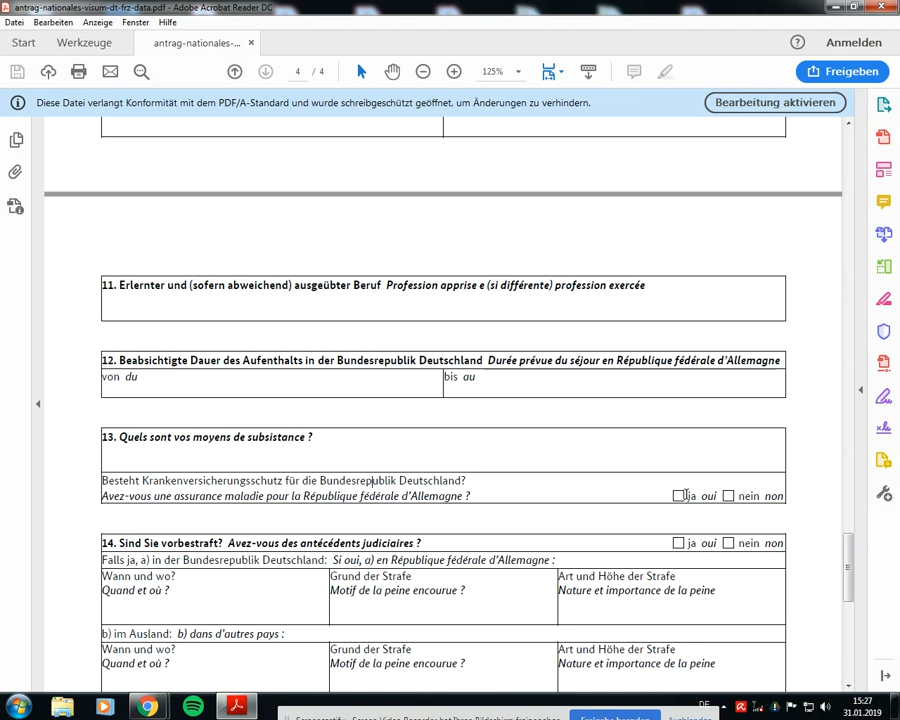 antrag-nationales-visum-dt-frz-data.pdf - Adobe Acrobat Reader DC
Datei Bearbeiten Anzeige Fenster Hilfe
Start Werkzeuge antrag-nationales-... × Anmelden
4 / 4 125% Freigeben
Diese Datei verlangt Konformität mit dem PDF/A-Standard und wurde schreibgeschützt geöffnet, um Änderungen zu verhindern. Bearbeitung aktivieren
11. Erlernter und (sofern abweichend) ausgeübter Beruf Profession apprise e (si différente) profession exercée
12. Beabsichtigte Dauer des Aufenthalts in der Bundesrepublik Deutschland Durée prévue du séjour en République fédérale d'Allemagne
von du bis au
13. Quels sont vos moyens de subsistance ?
Besteht Krankenversicherungsschutz für die Bundesrepublik Deutschland?
Avez-vous une assurance maladie pour la République fédérale d'Allemagne ? ja oui nein non
14. Sind Sie vorbestraft? Avez-vous des antécédents judiciaires ? ja oui nein non
Falls ja, a) in der Bundesrepublik Deutschland: Si oui, a) en République fédérale d'Allemagne :
Wann und wo? Grund der Strafe Art und Höhe der Strafe
Quand et où ? Motif de la peine encourue ? Nature et importance de la peine
b) im Ausland: b) dans d'autres pays :
Wann und wo? Grund der Strafe Art und Höhe der Strafe
Quand et où ? Motif de la peine encourue ? Nature et importance de la peine
DE 15:27
31.01.2019
Freigabe beenden Ausblenden